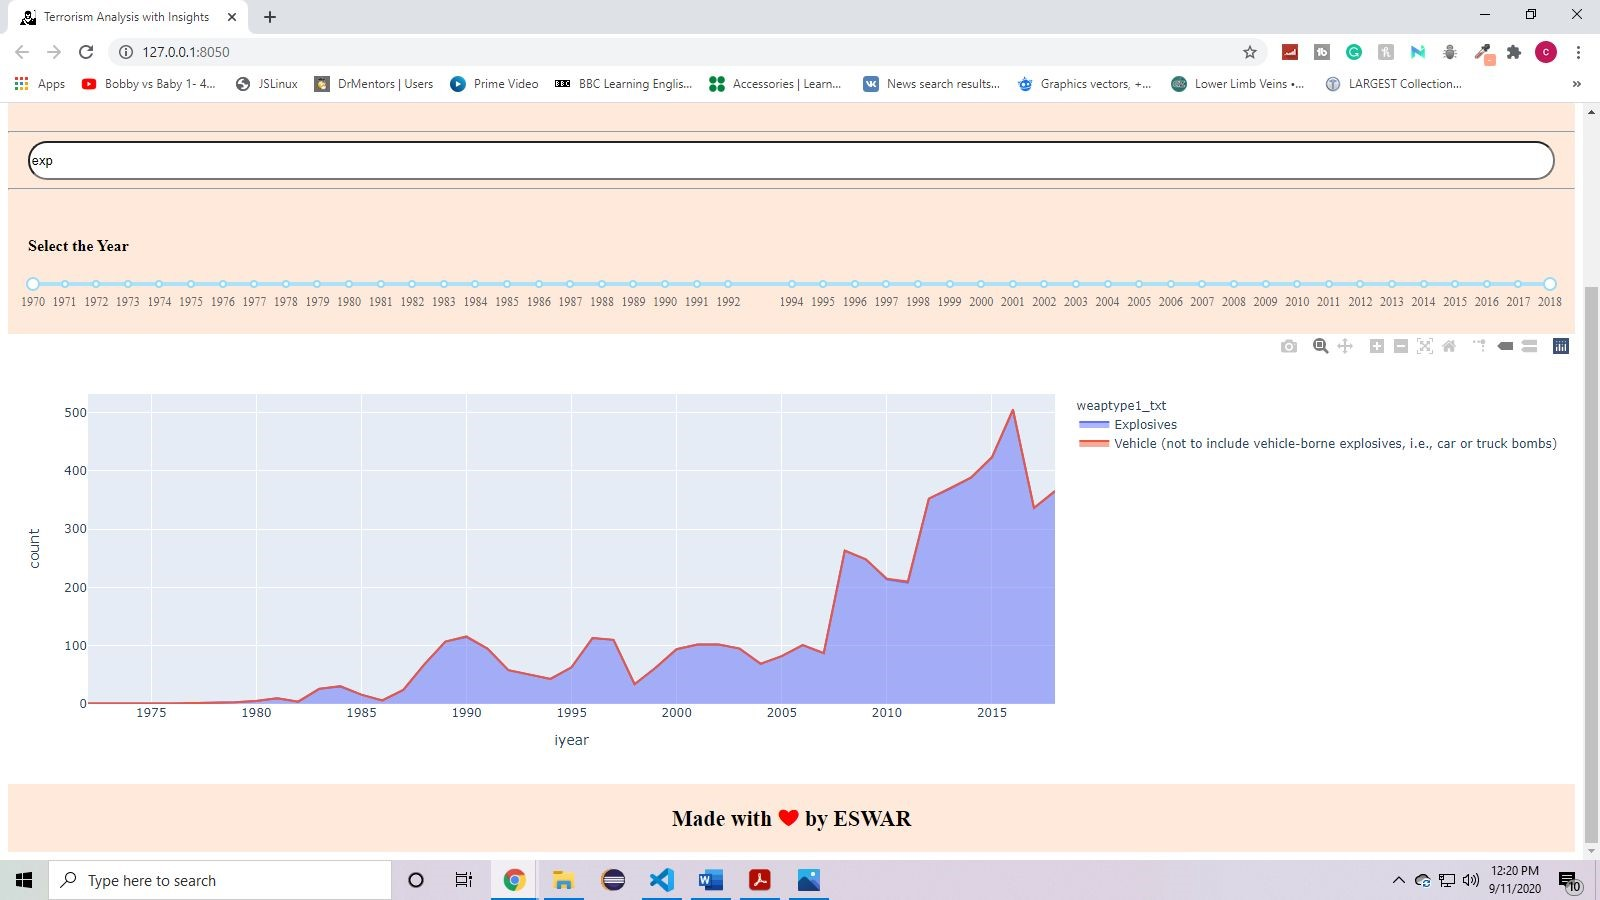 Terrorism Analysis with Insights
127.0.0.1:8050
Apps
Bobby vs Baby 1- 4...
JSLinux
DrMentors | Users
Prime Video
BBC
BBC Learning Englis...
Accessories | Learn...
News search results...
Graphics vectors, +...
Lower Limb Veins •...
LARGEST Collection...
»
exp
Select the Year
1970 1971 1972 1973 1974 1975 1976 1977 1978 1979 1980 1981 1982 1983 1984 1985 1986 1987 1988 1989 1990 1991 1992 1994 1995 1996 1997 1998 1999 2000 2001 2002 2003 2004 2005 2006 2007 2008 2009 2010 2011 2012 2013 2014 2015 2016 2017 2018
weaptype1_txt
Explosives
Vehicle (not to include vehicle-borne explosives, i.e., car or truck bombs)
500
400
300
200
100
0
count
1975 1980 1985 1990 1995 2000 2005 2010 2015
iyear
Made with ❤ by ESWAR
Type here to search
12:20 PM
9/11/2020
10